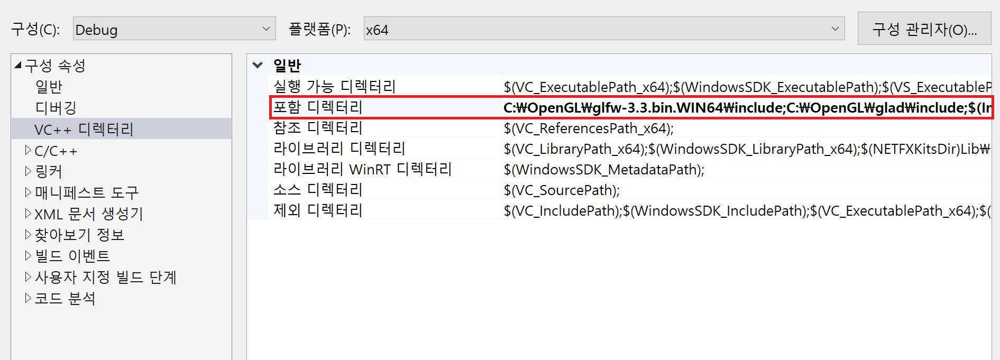 구성(C): Debug 플랫폼(P): x64 구성 관리자(O)...
구성 속성
일반
디버깅
VC++ 디렉터리
C/C++
링커
매니페스트 도구
XML 문서 생성기
찾아보기 정보
빌드 이벤트
사용자 지정 빌드 단계
코드 분석
일반
실행 가능 디렉터리 $(VC_ExecutablePath_x64);$(WindowsSDK_ExecutablePath);$(VS_ExecutableP
포함 디렉터리 C:₩OpenGL₩glfw-3.3.bin.WIN64₩include;C:₩OpenGL₩glad₩include;$(In
참조 디렉터리 $(VC_ReferencesPath_x64);
라이브러리 디렉터리 $(VC_LibraryPath_x64);$(WindowsSDK_LibraryPath_x64);$(NETFXKitsDir)Lib₩
라이브러리 WinRT 디렉터리 $(WindowsSDK_MetadataPath);
소스 디렉터리 $(VC_SourcePath);
제외 디렉터리 $(VC_IncludePath);$(WindowsSDK_IncludePath);$(VC_ExecutablePath_x64);$(